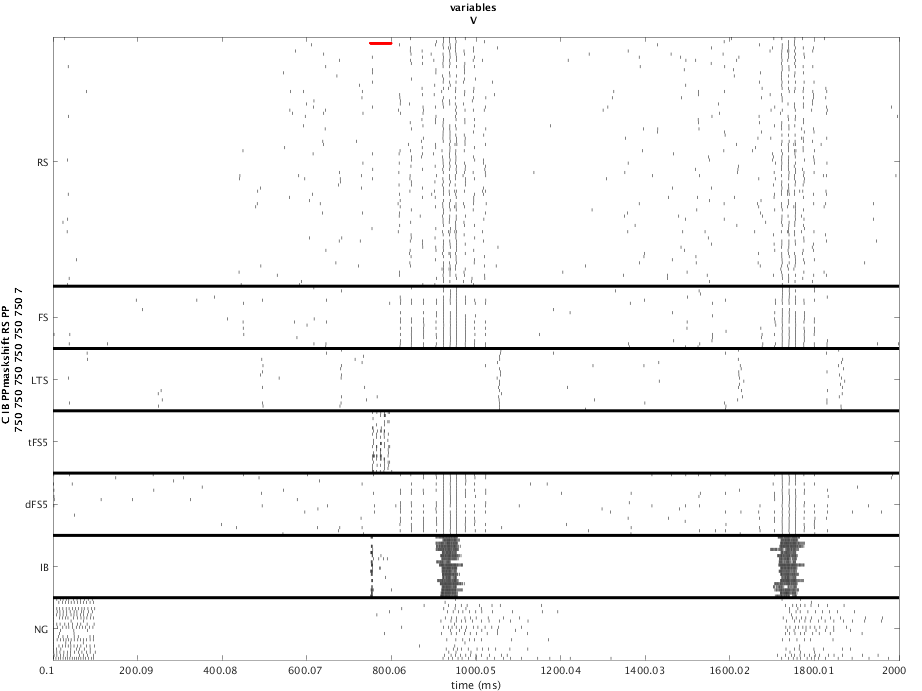 variables
V
C IB PPmaskshift RS PP
750 750 750 750 750 750 7
RS
FS
LTS
tFS5
dFS5
IB
NG
0.1 200.09 400.08 600.07 800.06 1000.05 1200.04 1400.03 1600.02 1800.01 2000
time (ms)